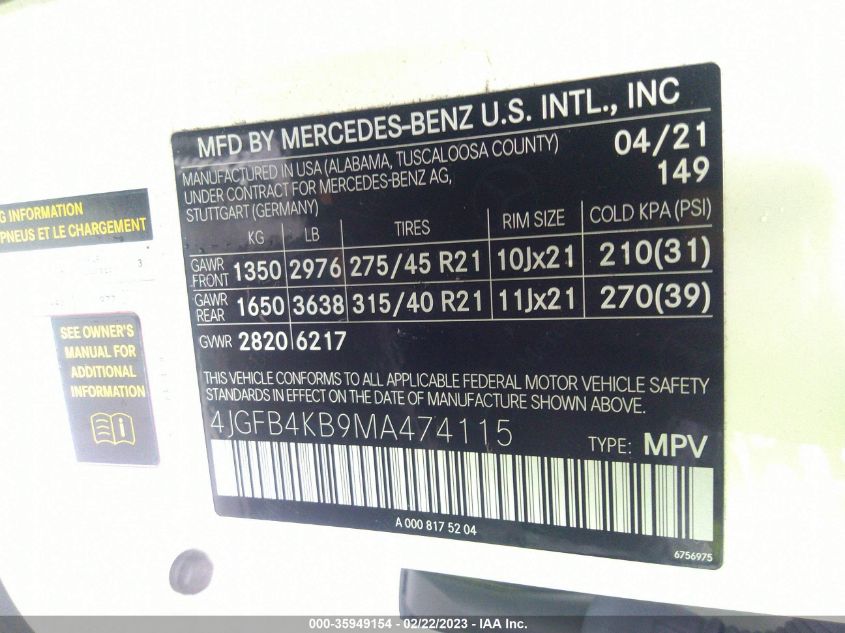 MFD BY MERCEDES-BENZ U.S. INTL., INC
MANUFACTURED IN USA (ALABAMA, TUSCALOOSA COUNTY) 04/21
UNDER CONTRACT FOR MERCEDES-BENZ AG, 149
STUTTGART (GERMANY)
KG LB TIRES RIM SIZE COLD KPA (PSI)
GAWR FRONT 1350 2976 275/45 R21 10Jx21 210(31)
GAWR REAR 1650 3638 315/40 R21 11Jx21 270(39)
GVWR 2820 6217
THIS VEHICLE CONFORMS TO ALL APPLICABLE FEDERAL MOTOR VEHICLE SAFETY
STANDARDS IN EFFECT ON THE DATE OF MANUFACTURE SHOWN ABOVE.
4JGFB4KB9MA474115 TYPE: MPV
A 000 817 52 04
6756975
G INFORMATION
PNEUS ET LE CHARGEMENT
3
SEE OWNER'S
MANUAL FOR
ADDITIONAL
INFORMATION
000-35949154 - 02/22/2023 - IAA Inc.